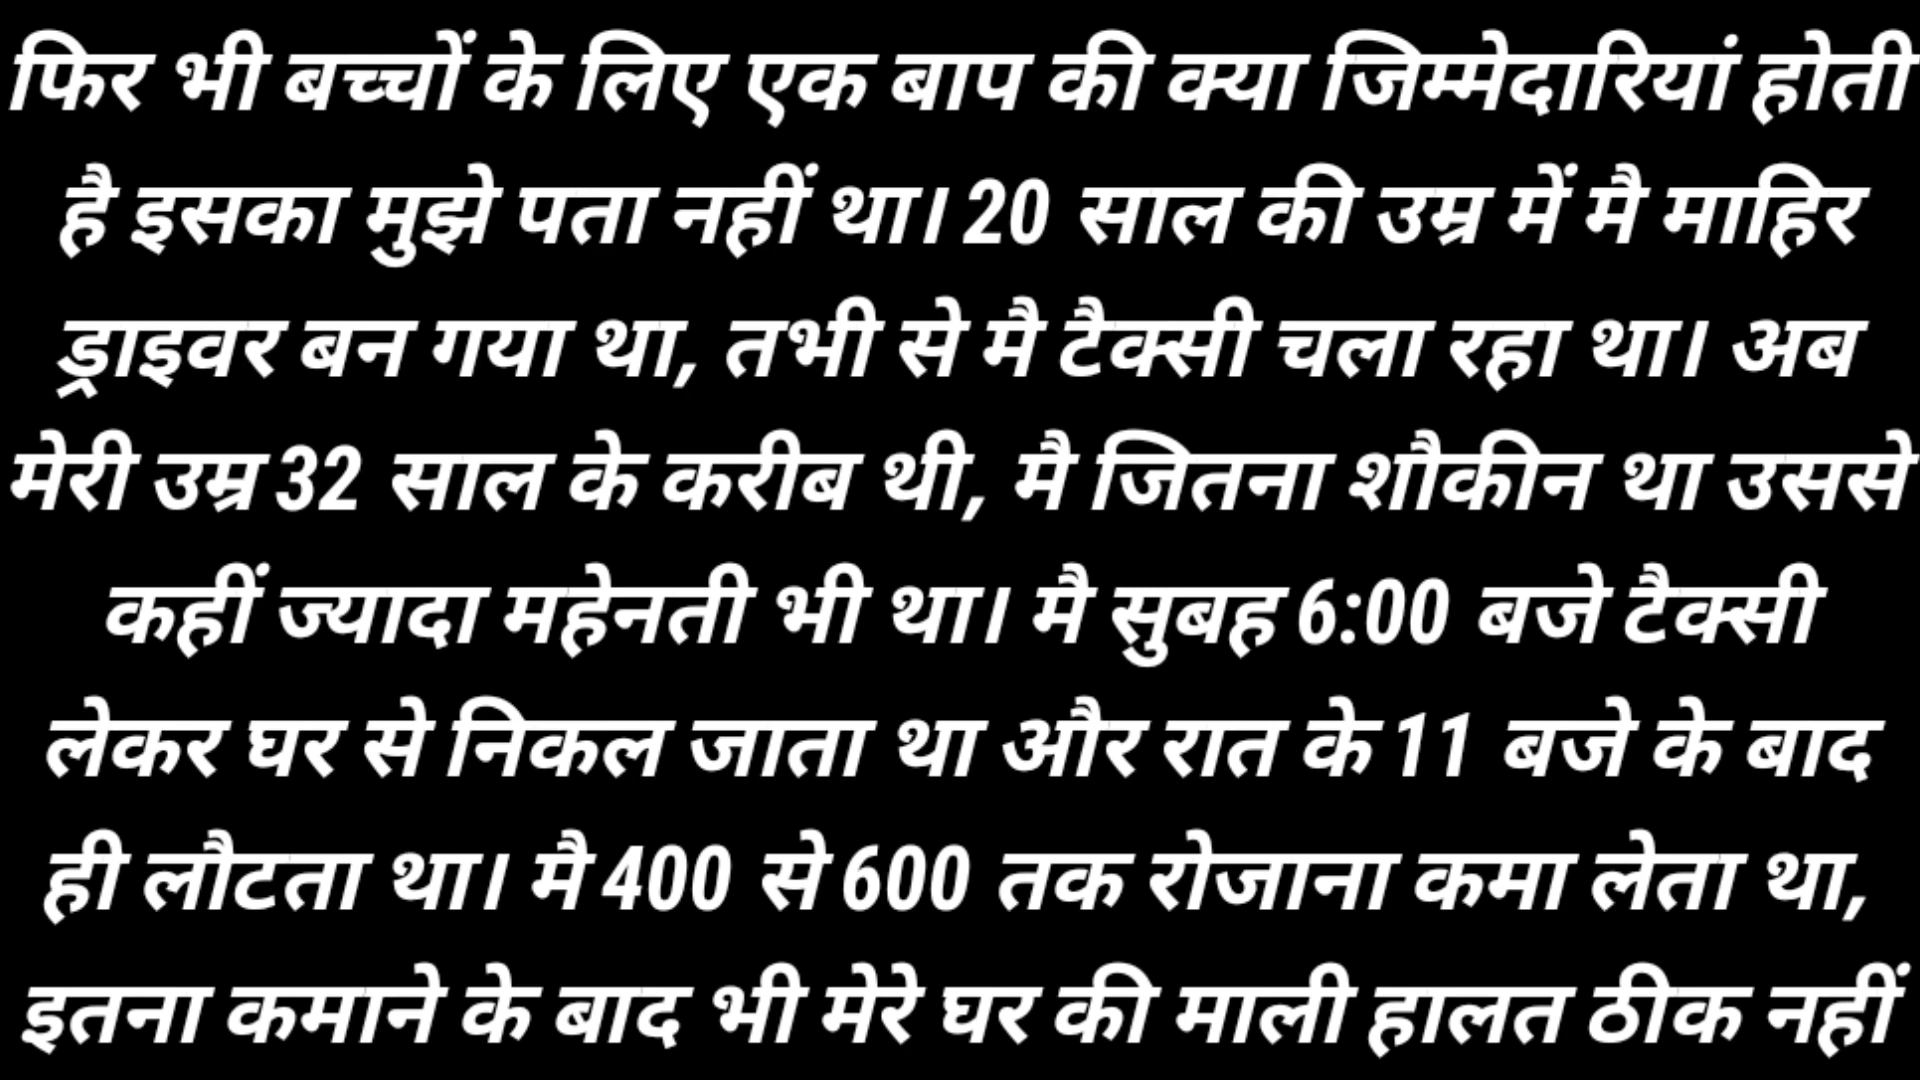 फिर भी बच्चों के लिए एक बाप की क्या जिम्मेदारियां होती
है इसका मुझे पता नहीं था। 20 साल की उम्र में मै माहिर
ड्राइवर बन गया था, तभी से मै टैक्सी चला रहा था। अब
मेरी उम्र 32 साल के करीब थी, मै जितना शौकीन था उससे
कहीं ज्यादा महेनती भी था। मै सुबह 6:00 बजे टैक्सी
लेकर घर से निकल जाता था और रात के 11 बजे के बाद
ही लौटता था। मै 400 से 600 तक रोजाना कमा लेता था,
इतना कमाने के बाद भी मेरे घर की माली हालत ठीक नहीं